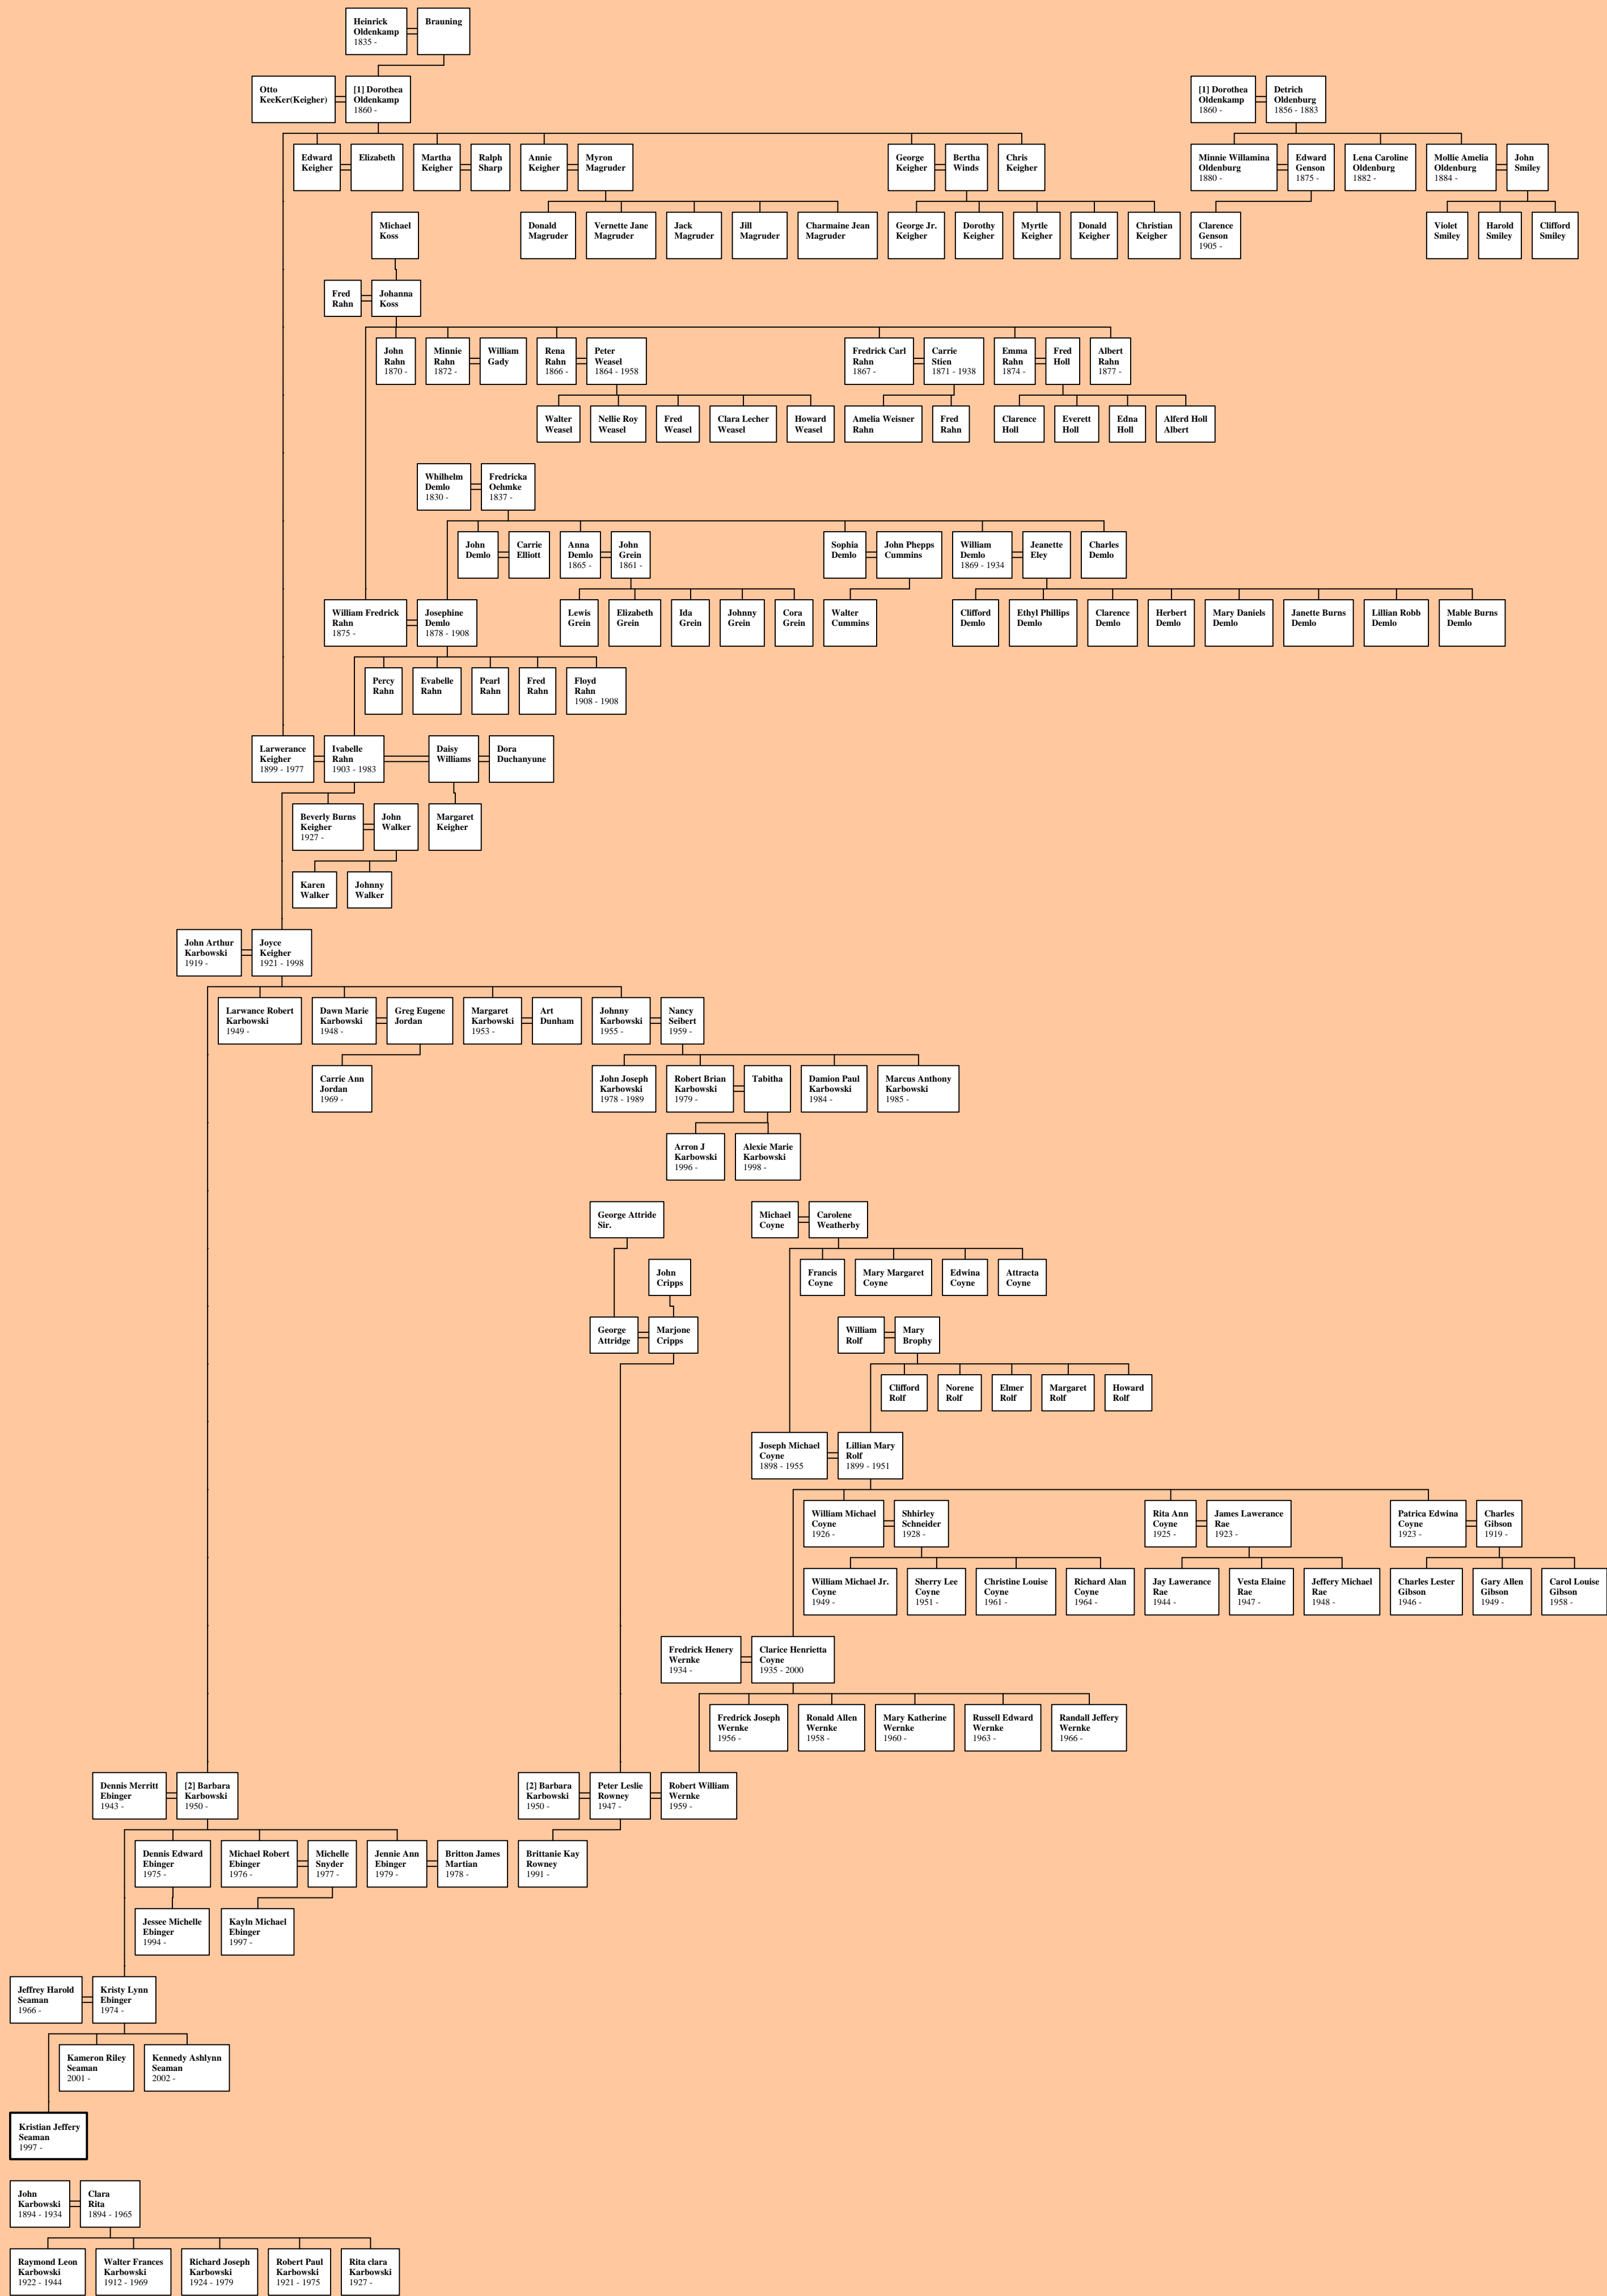 Heinrick
Oldenkamp
1835 -
Brauning
Otto
KeeKer(Keigher)
[1] Dorothea
Oldenkamp
1860 -
[1] Dorothea
Oldenkamp
1860 -
Detrich
Oldenburg
1856 - 1883
Edward
Keigher
Elizabeth
Martha
Keigher
Ralph
Sharp
Annie
Keigher
Myron
Magruder
George
Keigher
Bertha
Winds
Chris
Keigher
Minnie Willamina
Oldenburg
1880 -
Edward
Genson
1875 -
Lena Caroline
Oldenburg
1882 -
Mollie Amelia
Oldenburg
1884 -
John
Smiley
Michael
Koss
Donald
Magruder
Vernette Jane
Magruder
Jack
Magruder
Jill
Magruder
Charmaine Jean
Magruder
George Jr.
Keigher
Dorothy
Keigher
Myrtle
Keigher
Donald
Keigher
Christian
Keigher
Clarence
Genson
1905 -
Violet
Smiley
Harold
Smiley
Clifford
Smiley
Fred
Rahn
Johanna
Koss
John
Rahn
1870 -
Minnie
Rahn
1872 -
William
Gady
Rena
Rahn
1866 -
Peter
Weasel
1864 - 1958
Fredrick Carl
Rahn
1867 -
Carrie
Stien
1871 - 1938
Emma
Rahn
1874 -
Fred
Holl
Albert
Rahn
1877 -
Walter
Weasel
Nellie Roy
Weasel
Fred
Weasel
Clara Lecher
Weasel
Howard
Weasel
Amelia Weisner
Rahn
Fred
Rahn
Clarence
Holl
Everett
Holl
Edna
Holl
Alferd Holl
Albert
Whilhelm
Demlo
1830 -
Fredricka
Oehmke
1837 -
John
Demlo
Carrie
Elliott
Anna
Demlo
1865 -
John
Grein
1861 -
Sophia
Demlo
John Phepps
Cummins
William
Demlo
1869 - 1934
Jeanette
Eley
Charles
Demlo
William Fredrick
Rahn
1875 -
Josephine
Demlo
1878 - 1908
Lewis
Grein
Elizabeth
Grein
Ida
Grein
Johnny
Grein
Cora
Grein
Walter
Cummins
Clifford
Demlo
Ethyl Phillips
Demlo
Clarence
Demlo
Herbert
Demlo
Mary Daniels
Demlo
Janette Burns
Demlo
Lillian Robb
Demlo
Mable Burns
Demlo
Percy
Rahn
Evabelle
Rahn
Pearl
Rahn
Fred
Rahn
Floyd
Rahn
1908 - 1908
Larwerance
Keigher
1899 - 1977
Ivabelle
Rahn
1903 - 1983
Daisy
Williams
Dora
Duchanyune
Beverly Burns
Keigher
1927 -
John
Walker
Margaret
Keigher
Karen
Walker
Johnny
Walker
John Arthur
Karbowski
1919 -
Joyce
Keigher
1921 - 1998
Larwance Robert
Karbowski
1949 -
Dawn Marie
Karbowski
1948 -
Greg Eugene
Jordan
Margaret
Karbowski
1953 -
Art
Dunham
Johnny
Karbowski
1955 -
Nancy
Seibert
1959 -
Carrie Ann
Jordan
1969 -
John Joseph
Karbowski
1978 - 1989
Robert Brian
Karbowski
1979 -
Tabitha
Damion Paul
Karbowski
1984 -
Marcus Anthony
Karbowski
1985 -
Arron J
Karbowski
1996 -
Alexie Marie
Karbowski
1998 -
George Attride
Sir.
Michael
Coyne
Carolene
Weatherby
John
Cripps
Francis
Coyne
Mary Margaret
Coyne
Edwina
Coyne
Attracta
Coyne
George
Attridge
Marjone
Cripps
William
Rolf
Mary
Brophy
Clifford
Rolf
Norene
Rolf
Elmer
Rolf
Margaret
Rolf
Howard
Rolf
Joseph Michael
Coyne
1898 - 1955
Lillian Mary
Rolf
1899 - 1951
William Michael
Coyne
1926 -
Shhirley
Schneider
1928 -
Rita Ann
Coyne
1925 -
James Lawerance
Rae
1923 -
Patrica Edwina
Coyne
1923 -
Charles
Gibson
1919 -
William Michael Jr.
Coyne
1949 -
Sherry Lee
Coyne
1951 -
Christine Louise
Coyne
1961 -
Richard Alan
Coyne
1964 -
Jay Lawerance
Rae
1944 -
Vesta Elaine
Rae
1947 -
Jeffery Michael
Rae
1948 -
Charles Lester
Gibson
1946 -
Gary Allen
Gibson
1949 -
Carol Louise
Gibson
1958 -
Fredrick Henery
Wernke
1934 -
Clarice Henrietta
Coyne
1935 - 2000
Fredrick Joseph
Wernke
1956 -
Ronald Allen
Wernke
1958 -
Mary Katherine
Wernke
1960 -
Russell Edward
Wernke
1963 -
Randall Jeffery
Wernke
1966 -
Dennis Merritt
Ebinger
1943 -
[2] Barbara
Karbowski
1950 -
[2] Barbara
Karbowski
1950 -
Peter Leslie
Rowney
1947 -
Robert William
Wernke
1959 -
Dennis Edward
Ebinger
1975 -
Michael Robert
Ebinger
1976 -
Michelle
Snyder
1977 -
Jennie Ann
Ebinger
1979 -
Britton James
Martian
1978 -
Brittanie Kay
Rowney
1991 -
Jessee Michelle
Ebinger
1994 -
Kayln Michael
Ebinger
1997 -
Jeffrey Harold
Seaman
1966 -
Kristy Lynn
Ebinger
1974 -
Kameron Riley
Seaman
2001 -
Kennedy Ashlynn
Seaman
2002 -
Kristian Jeffery
Seaman
1997 -
John
Karbowski
1894 - 1934
Clara
Rita
1894 - 1965
Raymond Leon
Karbowski
1922 - 1944
Walter Frances
Karbowski
1912 - 1969
Richard Joseph
Karbowski
1924 - 1979
Robert Paul
Karbowski
1921 - 1975
Rita clara
Karbowski
1927 -